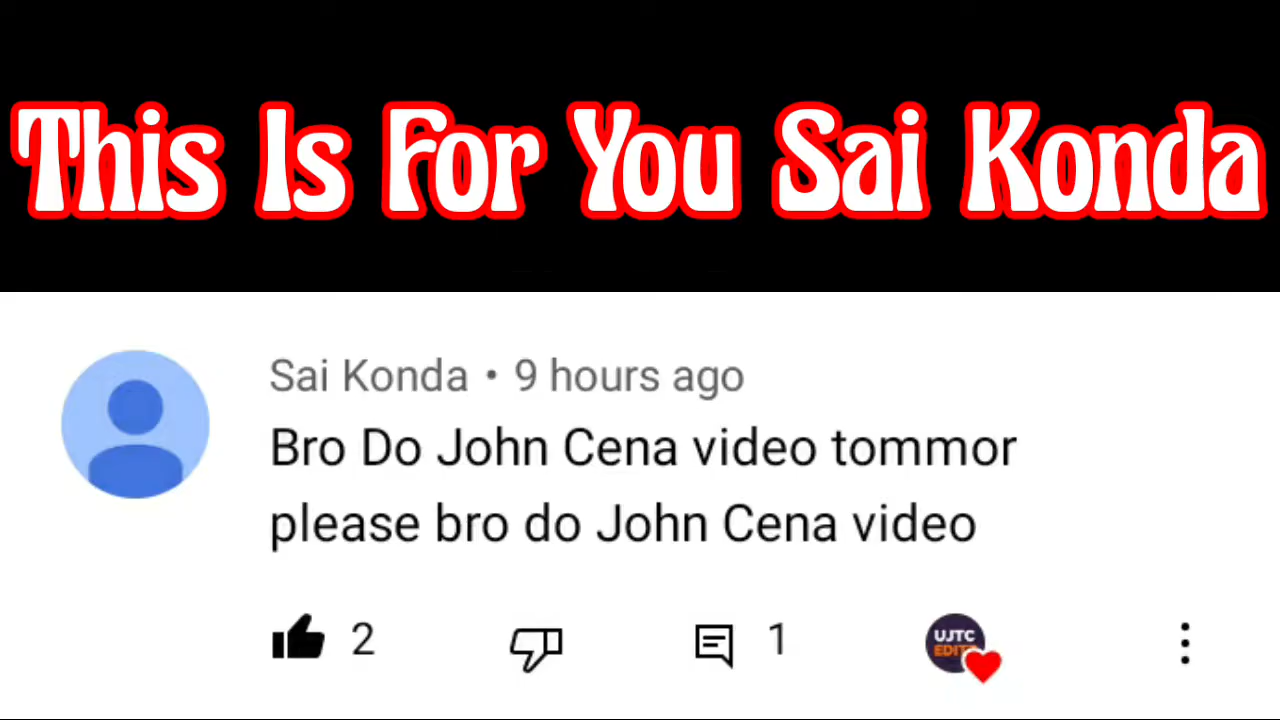 This Is For You Sai Konda
Sai Konda • 9 hours ago
Bro Do John Cena video tommor
please bro do John Cena video
2 1
UJTC
EDITZ